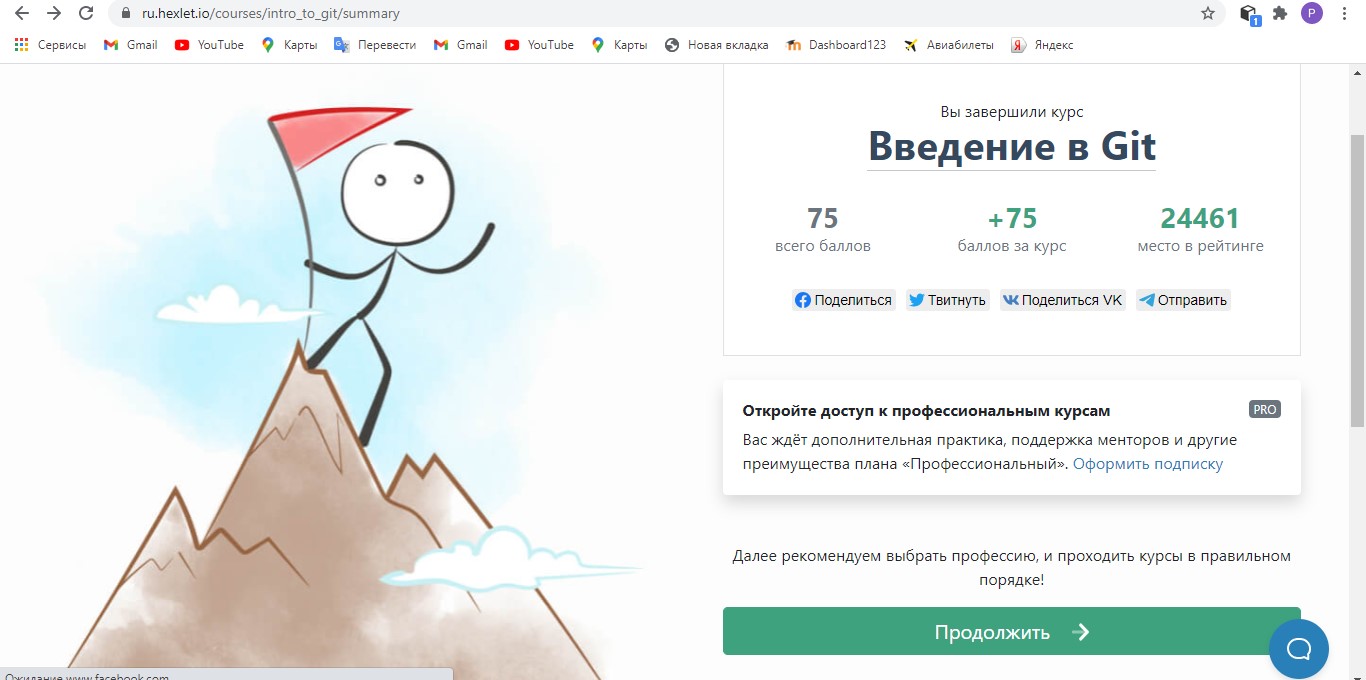 ru.hexlet.io/courses/intro_to_git/summary
1
P
Сервисы Gmail YouTube Карты Перевести Gmail YouTube Карты Новая вкладка Dashboard123 Авиабилеты Яндекс
Вы завершили курс
Введение в Git
75 +75 24461
всего баллов баллов за курс место в рейтинге
Поделиться Твитнуть Поделиться VK Отправить
Откройте доступ к профессиональным курсам PRO
Вас ждёт дополнительная практика, поддержка менторов и другие
преимущества плана «Профессиональный». Оформить подписку
Далее рекомендуем выбрать профессию, и проходить курсы в правильном
порядке!
Продолжить
Ожидание www.facebook.com